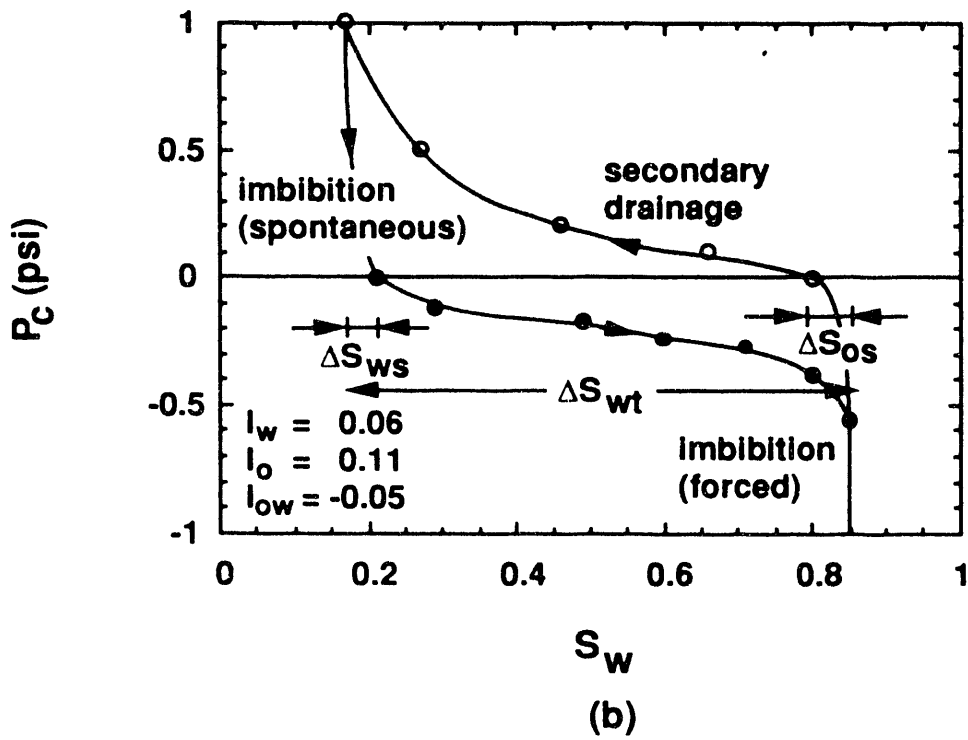 1
0.5
0
-0.5
-1
P_C (psi)
imbibition
(spontaneous)
secondary
drainage
ΔS_ws
ΔS_os
ΔS_wt
I_w = 0.06
I_o = 0.11
I_ow = -0.05
imbibition
(forced)
0 0.2 0.4 0.6 0.8 1
S_w
(b)